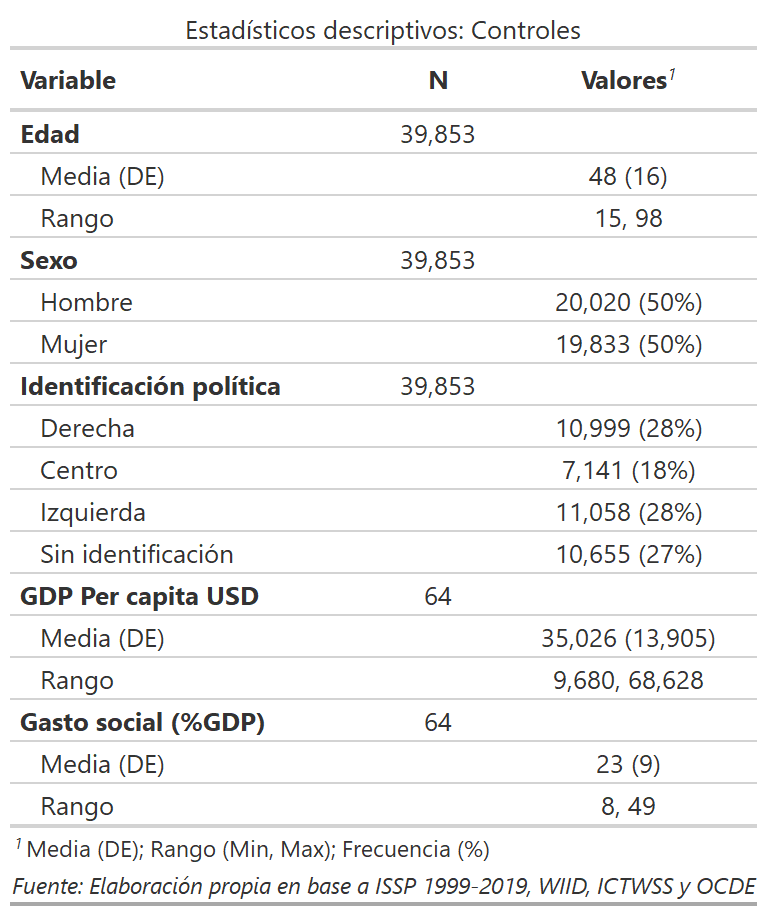 Estadísticos descriptivos: Controles
Variable N Valores1
Edad 39,853
Media (DE) 48 (16)
Rango 15, 98
Sexo 39,853
Hombre 20,020 (50%)
Mujer 19,833 (50%)
Identificación política 39,853
Derecha 10,999 (28%)
Centro 7,141 (18%)
Izquierda 11,058 (28%)
Sin identificación 10,655 (27%)
GDP Per capita USD 64
Media (DE) 35,026 (13,905)
Rango 9,680, 68,628
Gasto social (%GDP) 64
Media (DE) 23 (9)
Rango 8, 49
1 Media (DE); Rango (Min, Max); Frecuencia (%)
Fuente: Elaboración propia en base a ISSP 1999-2019, WIID, ICTWSS y OCDE